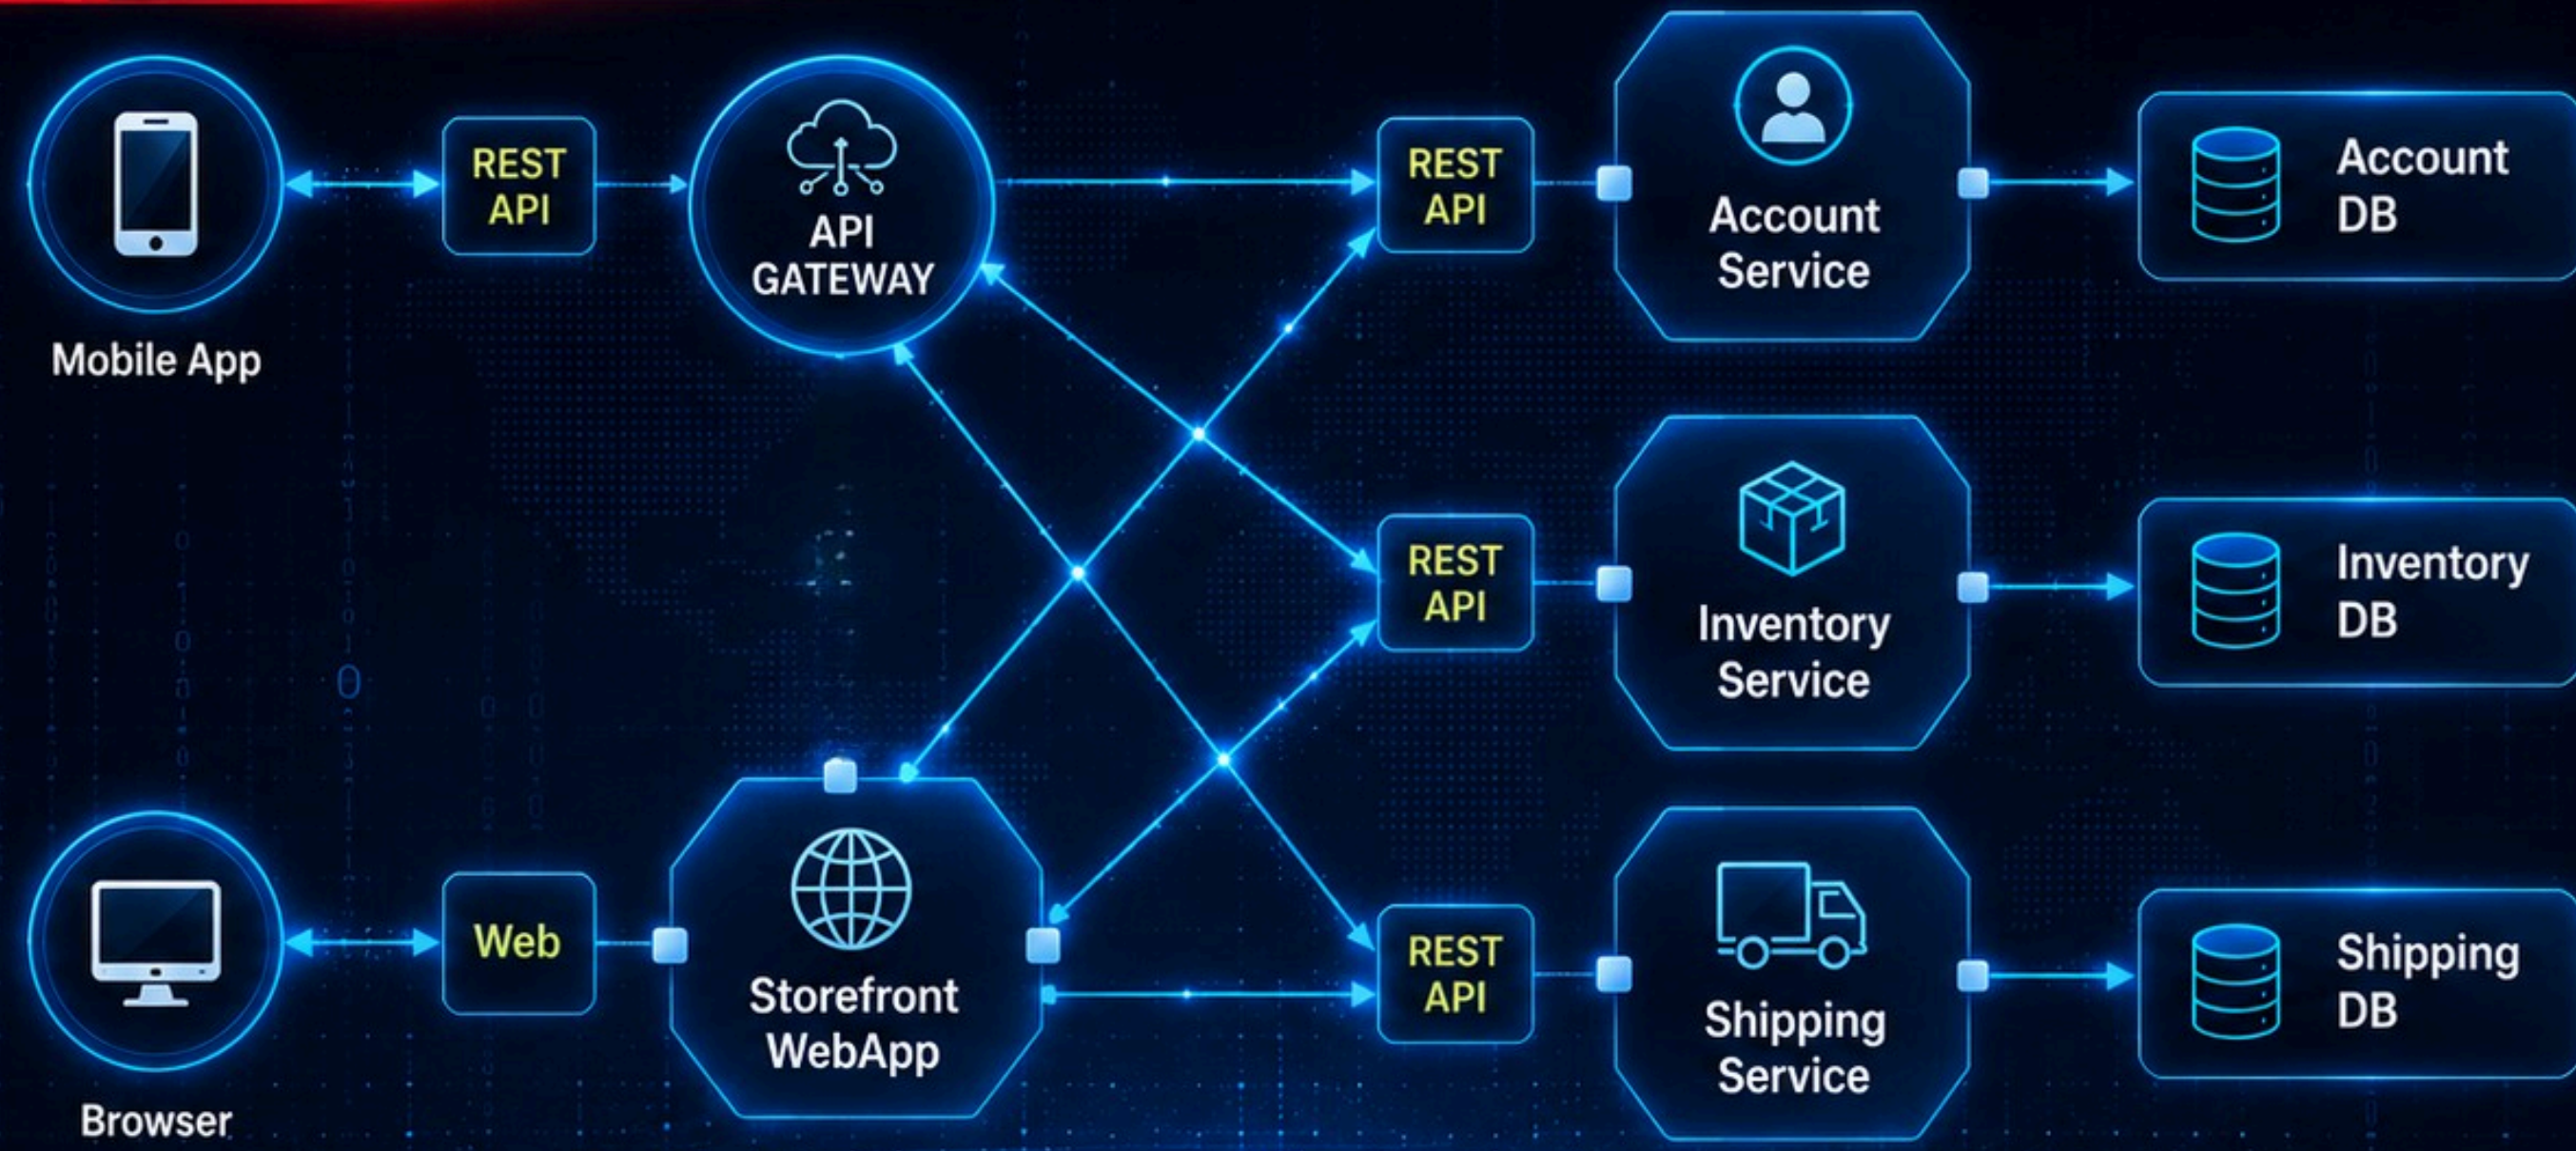 REST
API
API
GATEWAY
REST
API
Account
Service
Account
DB
Mobile App
REST
API
Inventory
Service
Inventory
DB
Web
Storefront
WebApp
REST
API
Shipping
Service
Shipping
DB
Browser